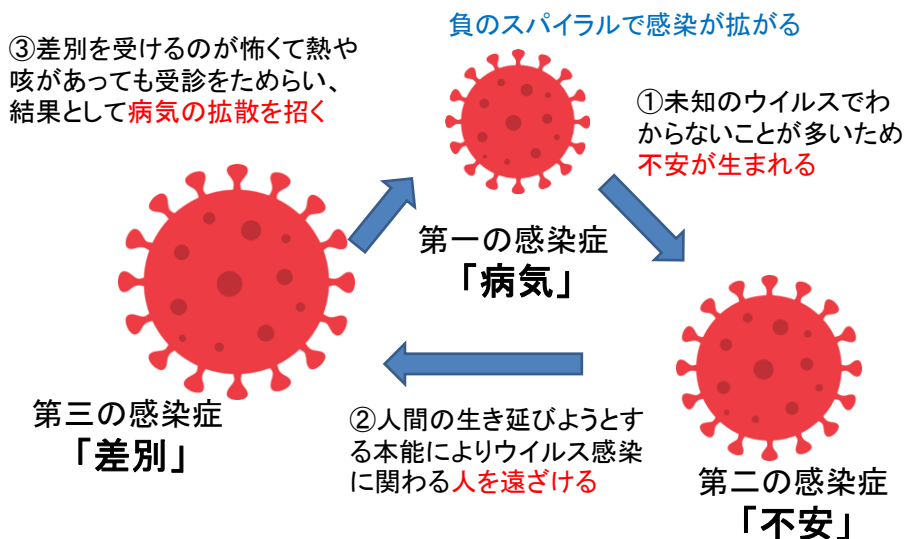 負のスパイラルで感染が拡がる
③差別を受けるのが怖くて熱や
咳があっても受診をためらい、
結果として病気の拡散を招く
①未知のウイルスでわ
からないことが多いため
不安が生まれる
第一の感染症
「病気」
第三の感染症
「差別」
②人間の生き延びようとす
る本能によりウイルス感染
に関わる人を遠ざける
第二の感染症
「不安」